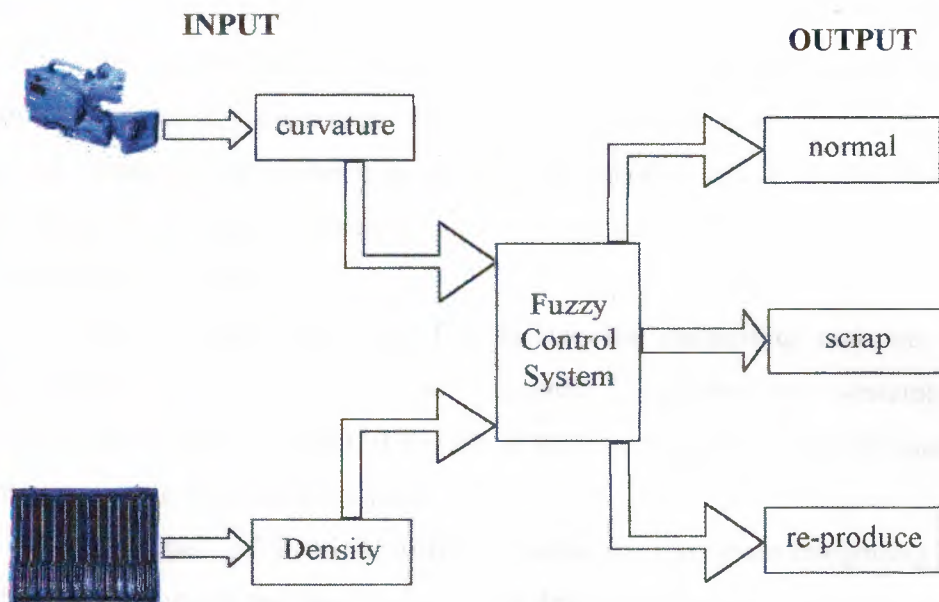 INPUT
OUTPUT
curvature
normal
Fuzzy
Control
System
scrap
Density
re-produce